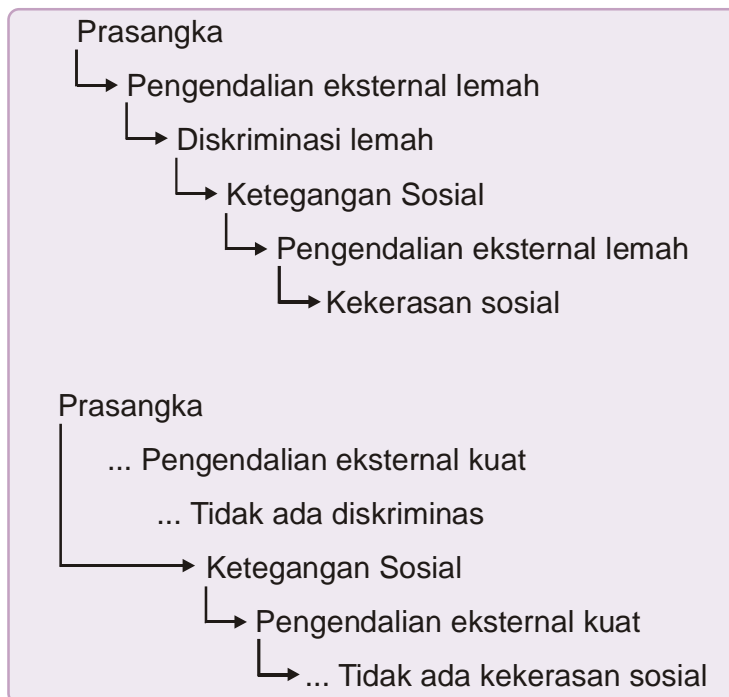 Prasangka
Pengendalian eksternal lemah
Diskriminasi lemah
Ketegangan Sosial
Pengendalian eksternal lemah
Kekerasan sosial
Prasangka
... Pengendalian eksternal kuat
... Tidak ada diskriminas
Ketegangan Sosial
Pengendalian eksternal kuat
... Tidak ada kekerasan sosial